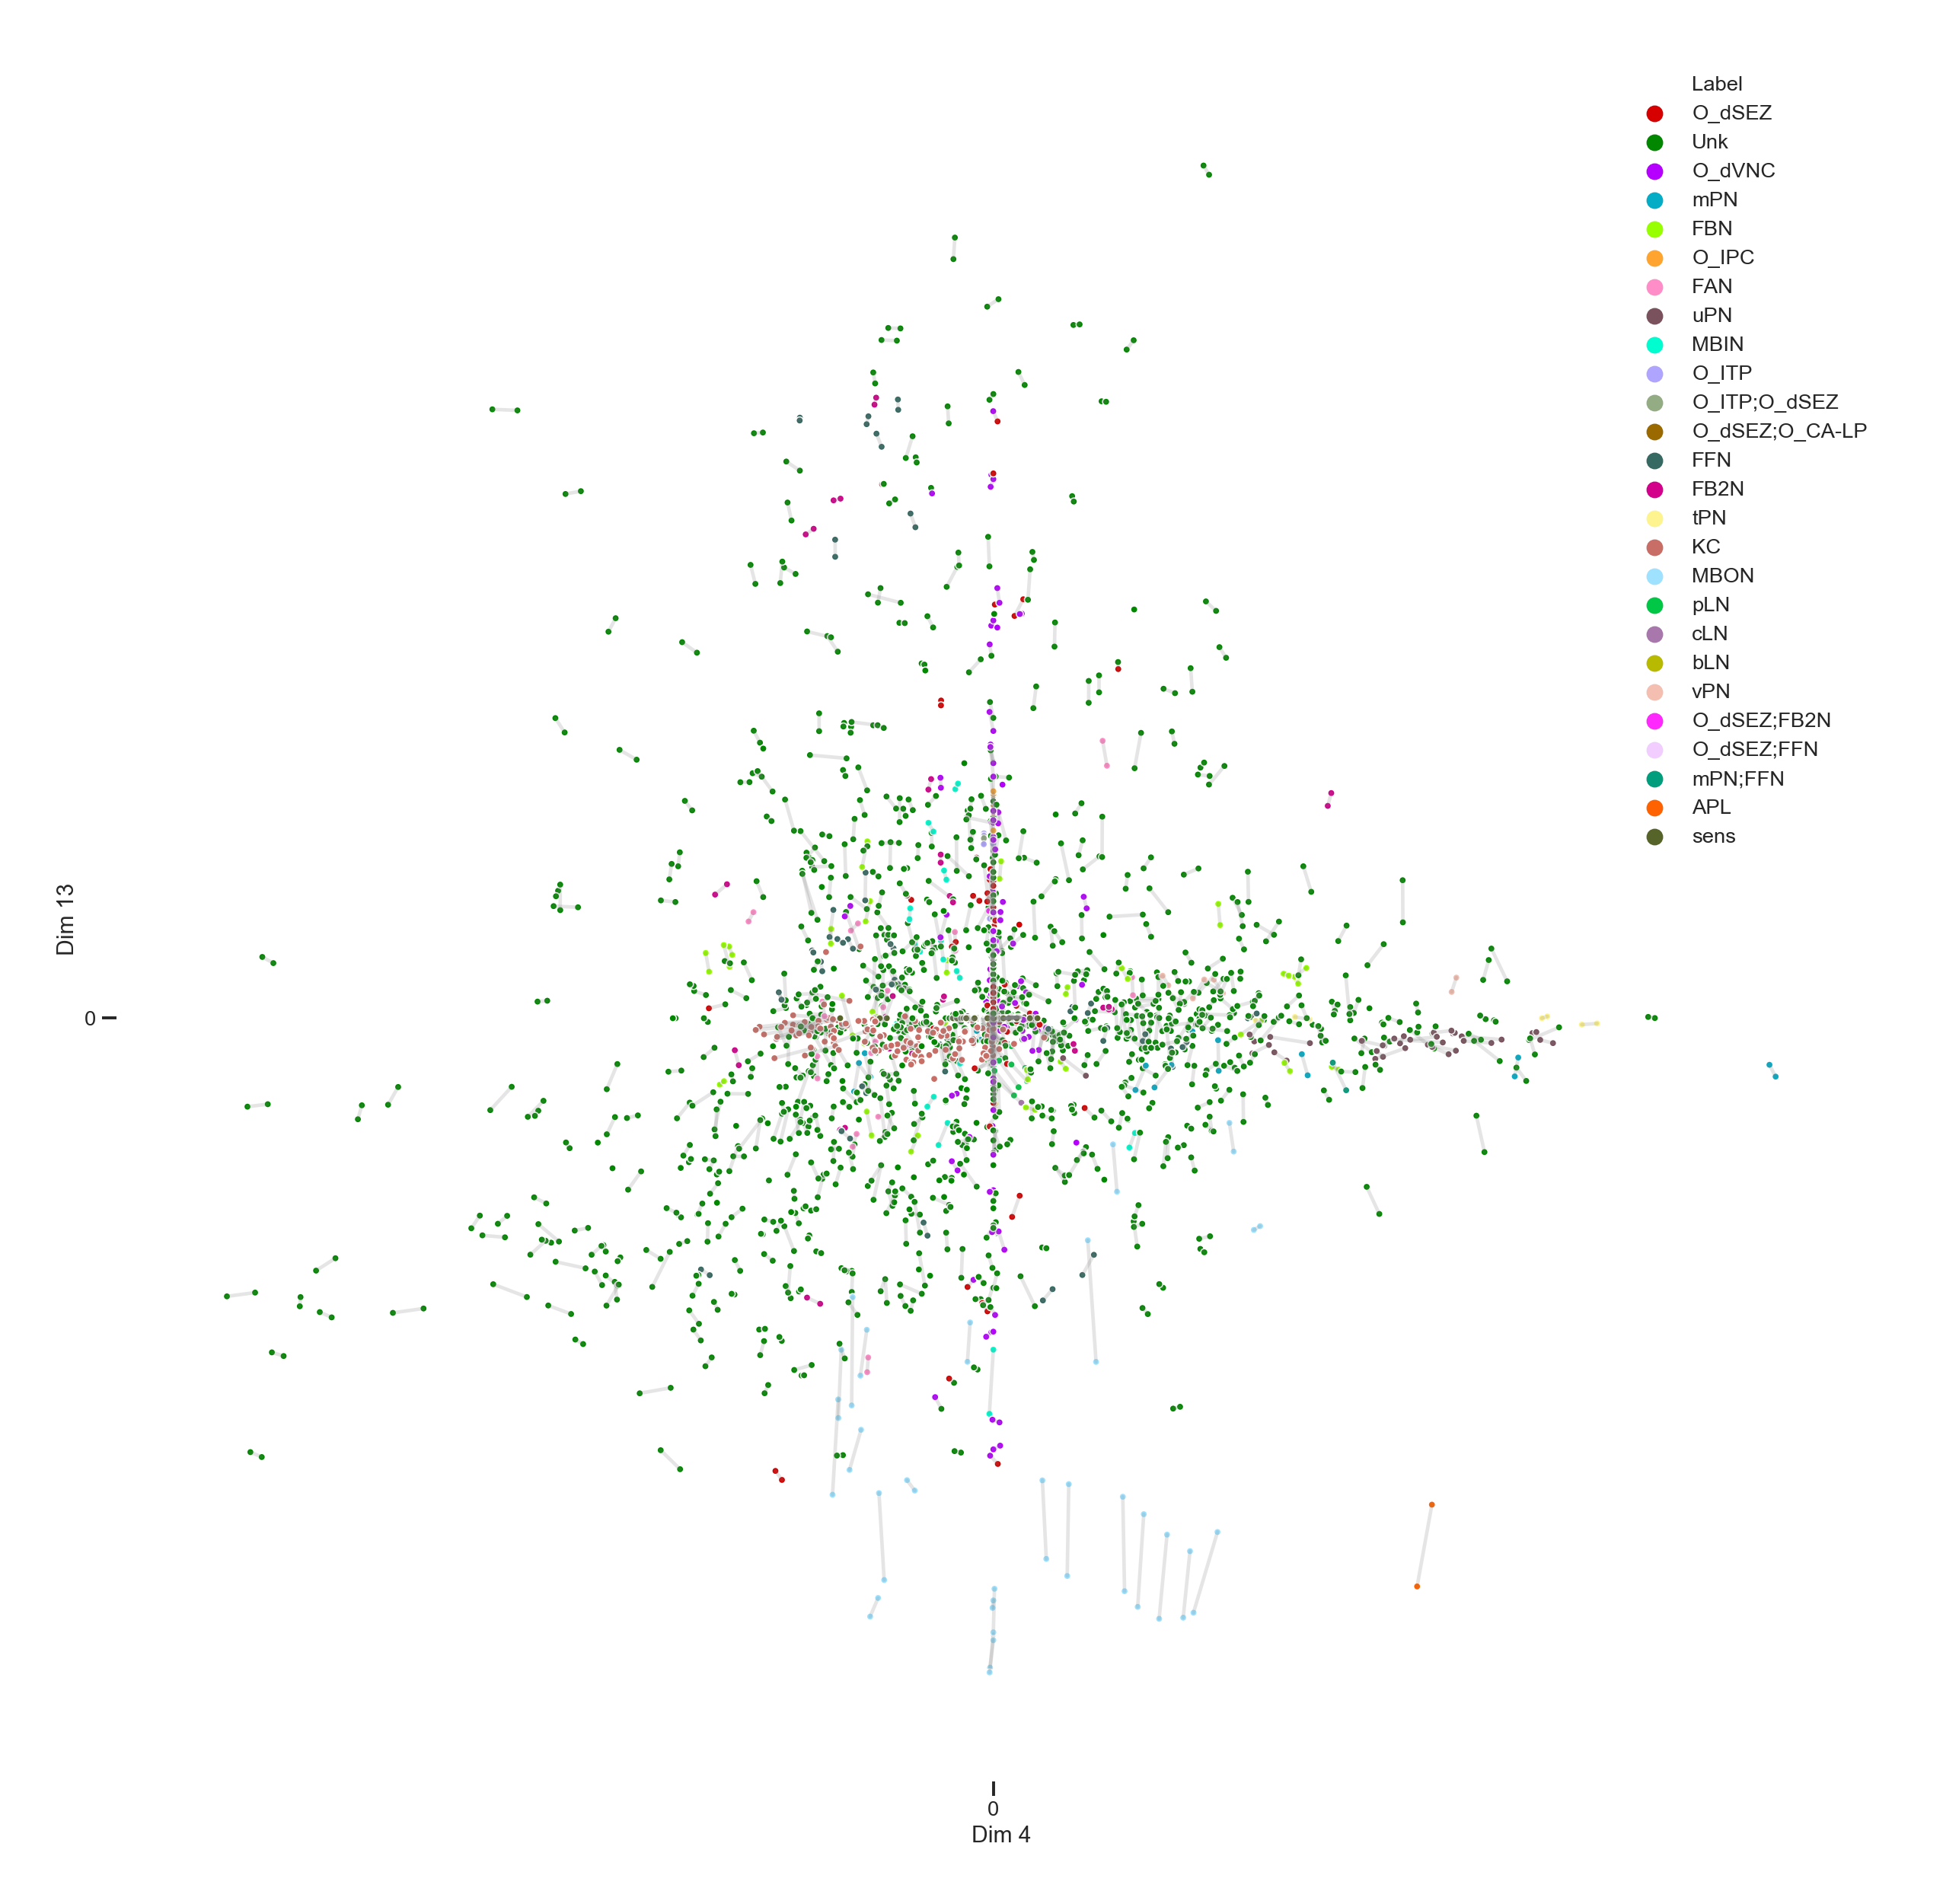 Label
O_dSEZ
Unk
O_dVNC
mPN
FBN
O_IPC
FAN
uPN
MBIN
O_ITP
O_ITP;O_dSEZ
O_dSEZ;O_CA-LP
FFN
FB2N
tPN
KC
MBON
pLN
cLN
bLN
vPN
O_dSEZ;FB2N
O_dSEZ;FFN
mPN;FFN
APL
sens
Dim 13
0
0
Dim 4